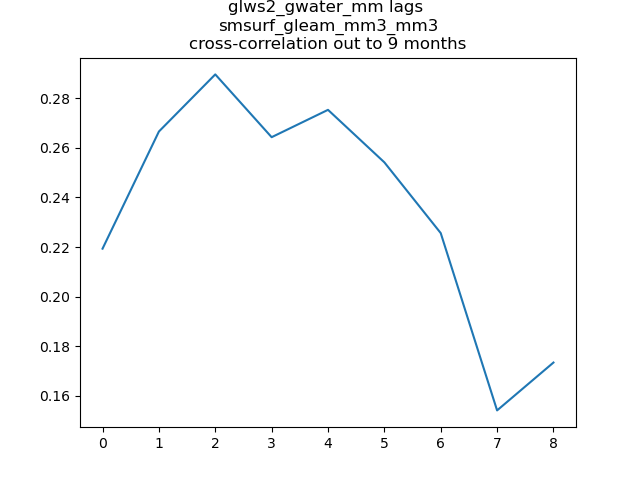 glws2_gwater_mm lags
smsurf_gleam_mm3_mm3
cross-correlation out to 9 months
0.28
0.26
0.24
0.22
0.20
0.18
0.16
0 1 2 3 4 5 6 7 8